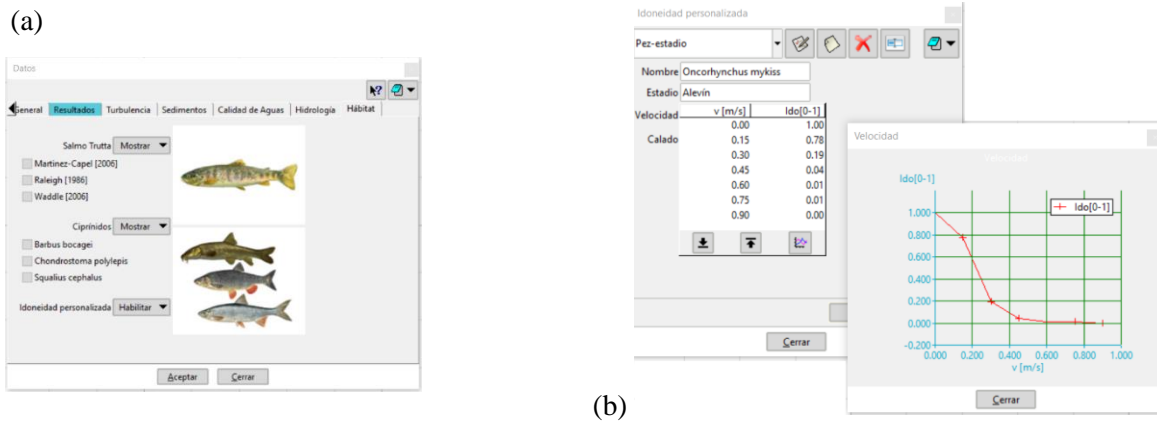 (a)
Datos
General Resultados Turbulencia Sedimentos Calidad de Aguas Hidrología Hábitat
Salmo Trutta Mostrar
Martinez-Capel [2006]
Raleigh [1986]
Waddle [2006]
Ciprínidos Mostrar
Barbus bocagei
Chondrostoma polylepis
Squalius cephalus
Idoneidad personalizada Habilitar
Aceptar Cerrar
(b)
Idoneidad personalizada
Pez-estadio
Nombre Oncorhynchus mykiss
Estadio Alevín
Velocidad v [m/s] Ido[0-1]
0.00 1.00
Calado 0.15 0.78
0.30 0.19
0.45 0.04
0.60 0.01
0.75 0.01
0.90 0.00
Cerrar
Velocidad
Velocidad
Ido[0-1]
Ido[0-1]
1.000
0.800
0.600
0.400
0.200
0.000
-0.200
0.000 0.200 0.400 0.600 0.800 1.000
v [m/s]
Cerrar